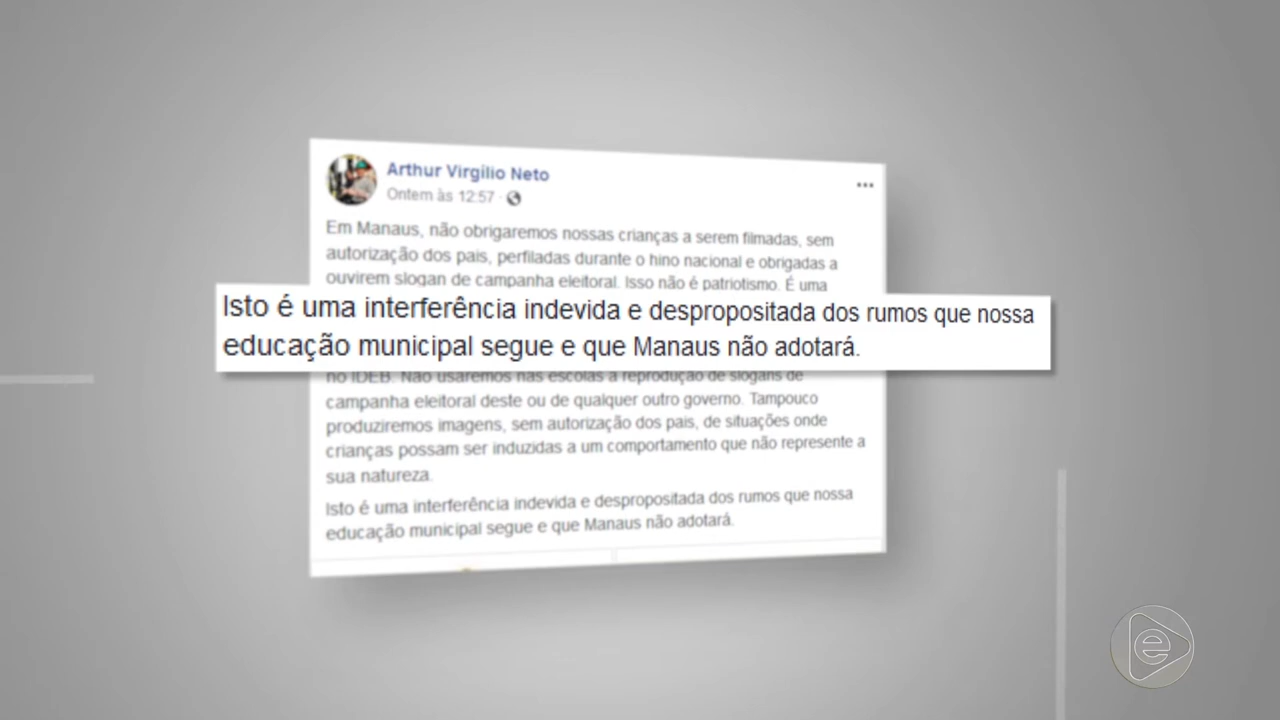 Arthur Virgílio Neto
Ontem às 12:57 ·
Em Manaus, não obrigaremos nossas crianças a serem filmadas, sem
autorização dos pais, perfiladas durante o hino nacional e obrigadas a
ouvirem slogan de campanha eleitoral. Isso não é patriotismo. É uma
Isto é uma interferência indevida e despropositada dos rumos que nossa
educação municipal segue e que Manaus não adotará.
no IDEB. Não usaremos nas escolas a reprodução de slogans de
campanha eleitoral deste ou de qualquer outro governo. Tampouco
produziremos imagens, sem autorização dos pais, de situações onde
crianças possam ser induzidas a um comportamento que não represente a
sua natureza.
Isto é uma interferência indevida e despropositada dos rumos que nossa
educação municipal segue e que Manaus não adotará.
e